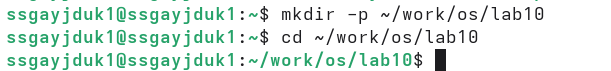 ssgayjduk1@ssgayjduk1:~$ mkdir -p ~/work/os/lab10
ssgayjduk1@ssgayjduk1:~$ cd ~/work/os/lab10
ssgayjduk1@ssgayjduk1:~/work/os/lab10$